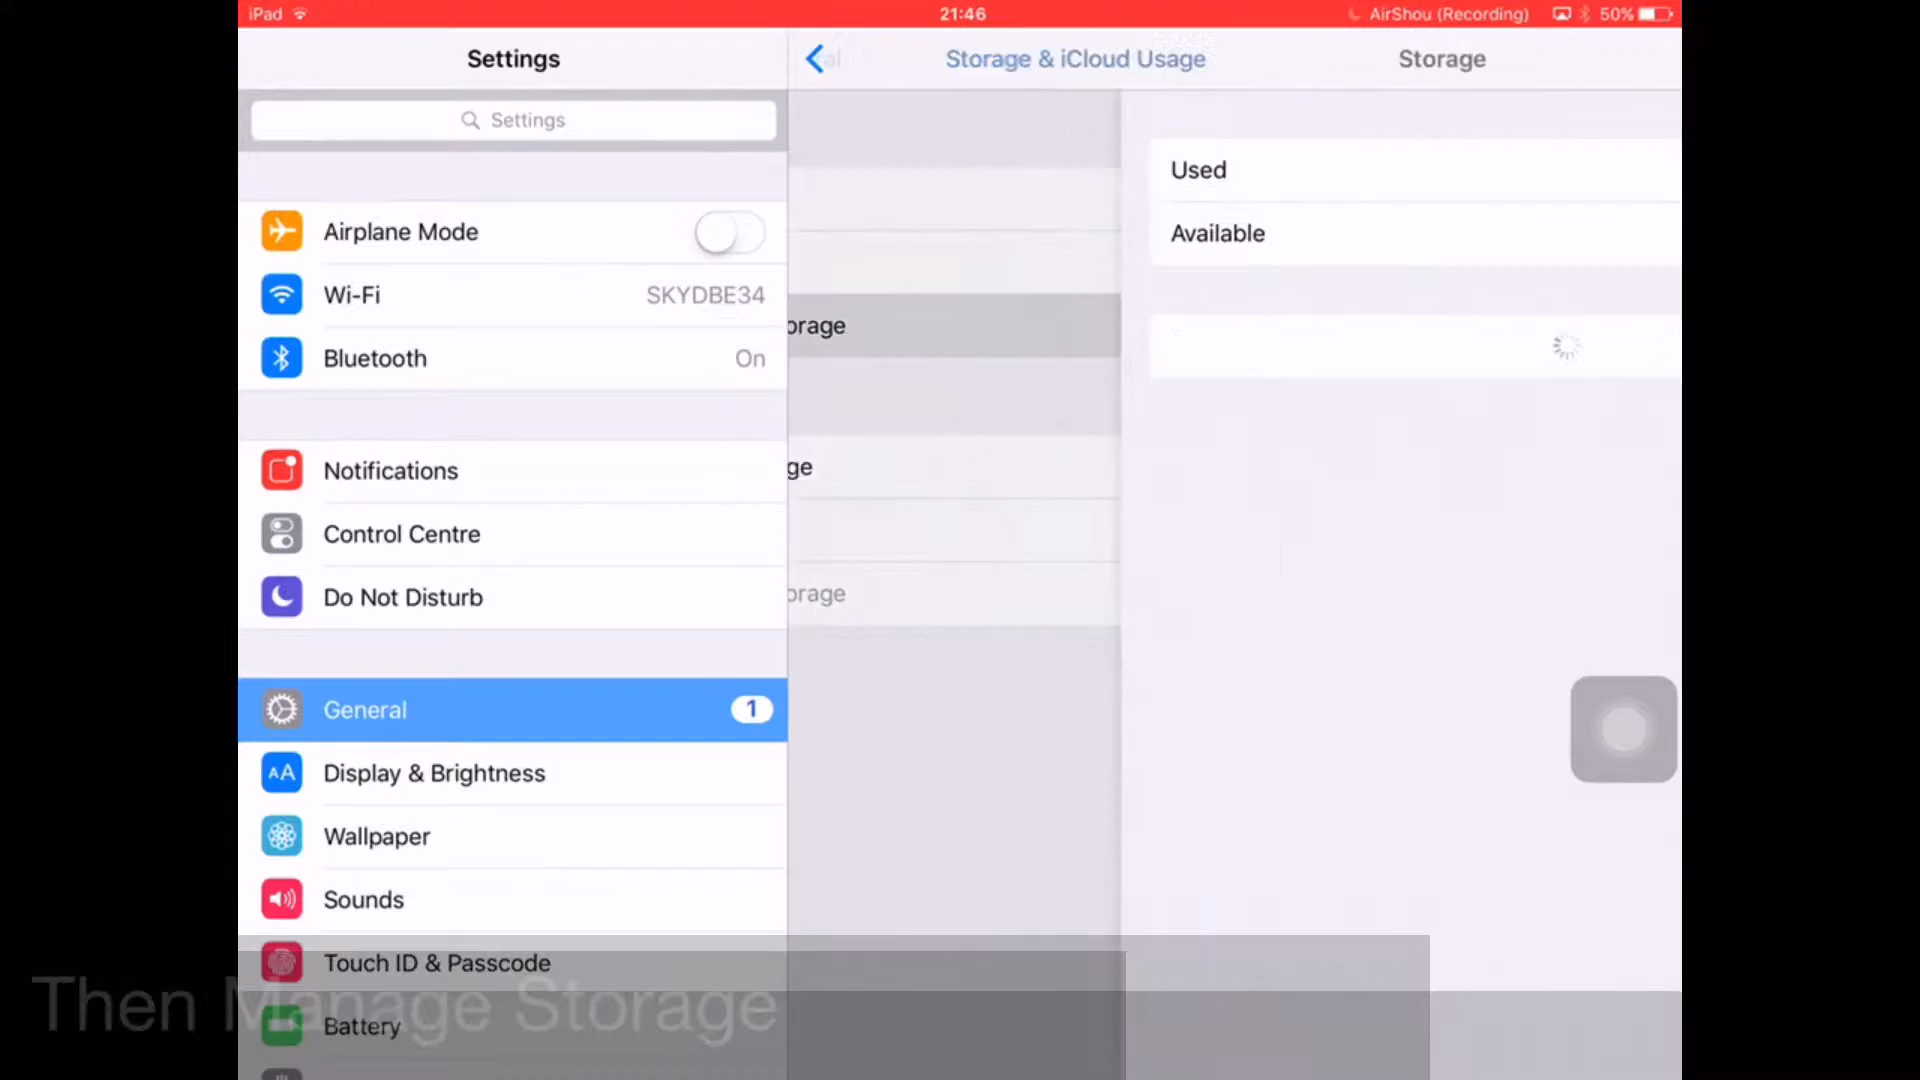 iPad 21:46 AirShou (Recording) 50%
Settings
Storage & iCloud Usage
Storage
Settings
Airplane Mode
Wi-Fi SKYDBE34
Bluetooth On
Notifications
Control Centre
Do Not Disturb
General 1
AA Display & Brightness
Wallpaper
Sounds
Touch ID & Passcode
Battery
orage
ge
orage
Used
Available
Then Manage Storage